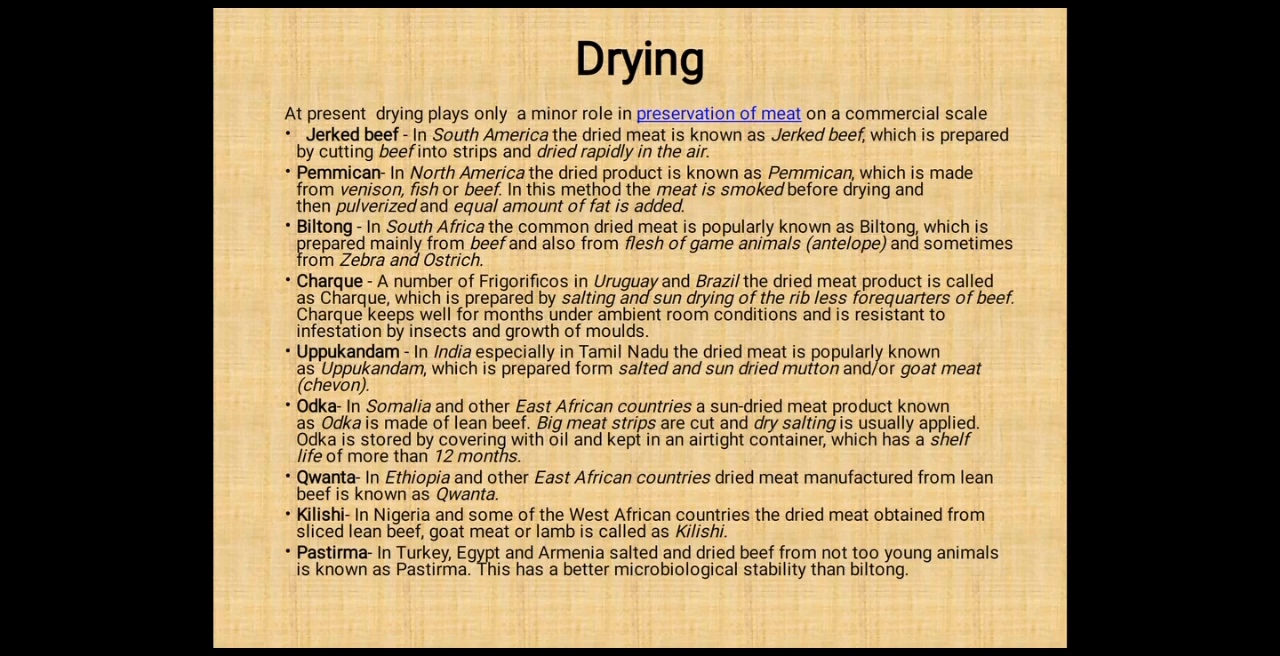 Drying
At present drying plays only a minor role in preservation of meat on a commercial scale
• Jerked beef - In South America the dried meat is known as Jerked beef, which is prepared
by cutting beef into strips and dried rapidly in the air.
• Pemmican- In North America the dried product is known as Pemmican, which is made
from venison, fish or beef. In this method the meat is smoked before drying and
then pulverized and equal amount of fat is added.
• Biltong - In South Africa the common dried meat is popularly known as Biltong, which is
prepared mainly from beef and also from flesh of game animals (antelope) and sometimes
from Zebra and Ostrich.
• Charque - A number of Frigorificos in Uruguay and Brazil the dried meat product is called
as Charque, which is prepared by salting and sun drying of the rib less forequarters of beef.
Charque keeps well for months under ambient room conditions and is resistant to
infestation by insects and growth of moulds.
• Uppukandam - In India especially in Tamil Nadu the dried meat is popularly known
as Uppukandam, which is prepared form salted and sun dried mutton and/or goat meat
(chevon).
• Odka- In Somalia and other East African countries a sun-dried meat product known
as Odka is made of lean beef. Big meat strips are cut and dry salting is usually applied.
Odka is stored by covering with oil and kept in an airtight container, which has a shelf
life of more than 12 months.
• Qwanta- In Ethiopia and other East African countries dried meat manufactured from lean
beef is known as Qwanta.
• Kilishi- In Nigeria and some of the West African countries the dried meat obtained from
sliced lean beef, goat meat or lamb is called as Kilishi.
• Pastirma- In Turkey, Egypt and Armenia salted and dried beef from not too young animals
is known as Pastirma. This has a better microbiological stability than biltong.